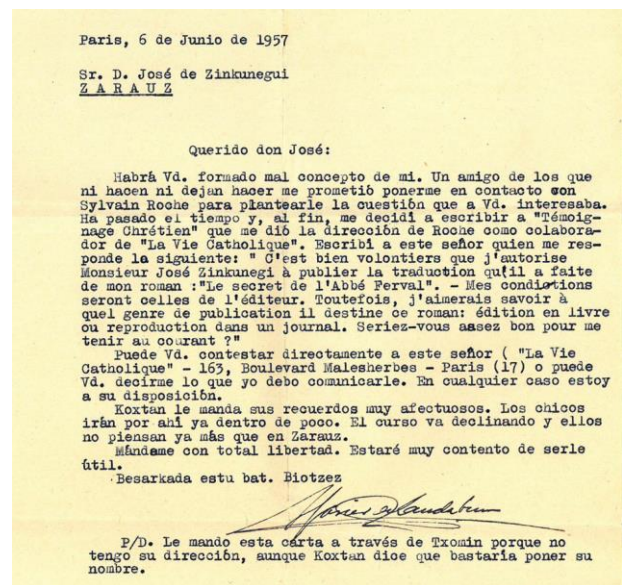 Paris, 6 de Junio de 1957
Sr. D. José de Zinkunegui
Z A R A U Z
Querido don José:
Habrá Vd. formado mal concepto de mi. Un amigo de los que
ni hacen ni dejan hacer me prometió ponerme en contacto con
Sylvain Roche para plantearle la cuestión que a Vd. interesaba.
Ha pasado el tiempo y, al fin, me decidí a escribir a "Témoig-
nage Chrétien" que me dió la dirección de Roche como colabora-
dor de "La Vie Catholique". Escribí a este señor quien me res-
ponde la siguiente: " C'est bien volontiers que j'autorise
Monsieur José Zinkunegi à publier la traduction qu'il a faite
de mon roman :"Le secret de l'Abbé Ferval". - Mes conditions
seront celles de l'éditeur. Toutefois, j'aimerais savoir à
quel genre de publication il destine ce roman: édition en livre
ou reproduction dans un journal. Seriez-vous aasez bon pour me
tenir au courant ?"
Puede Vd. contestar directamente a este señor ( "La Vie
Catholique" - 163, Boulevard Malesherbes - Paris (17) o puede
Vd. decirme lo que yo debo comunicarle. En cualquier caso estoy
a su disposición.
Koxtan le manda sus recuerdos muy afectuosos. Los chicos
irán por ahí ya dentro de poco. El curso va declinando y ellos
no piensan ya más que en Zarauz.
Mándame con total libertad. Estaré muy contento de serle
útil.
Besarkada estu bat. Biotzez
P/D. Le mando esta carta a través de Txomin porque no
tengo su dirección, aunque Koxtan dice que bastaría poner su
nombre.